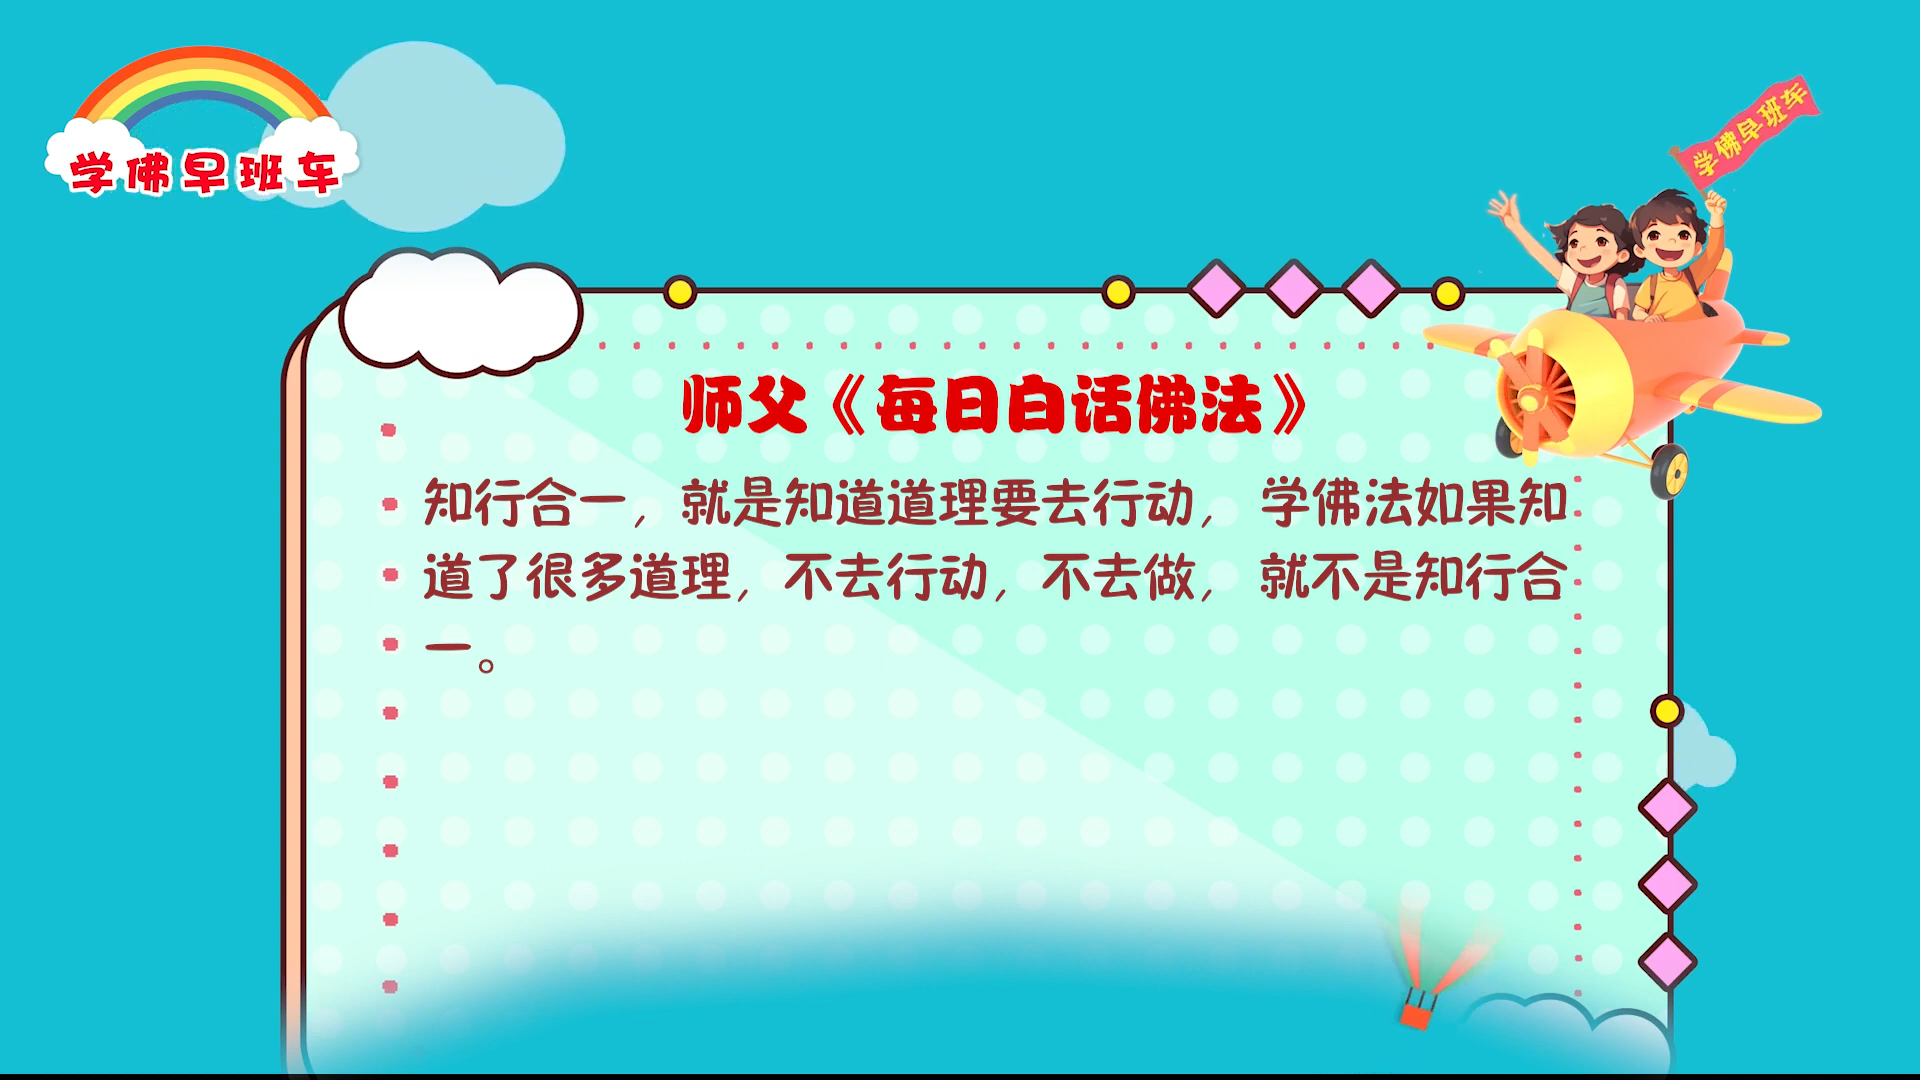 学佛早班车
学佛早班车
师父《每日白话佛法》
知行合一，就是知道道理要去行动， 学佛法如果知
道了很多道理，不去行动，不去做， 就不是知行合
一。